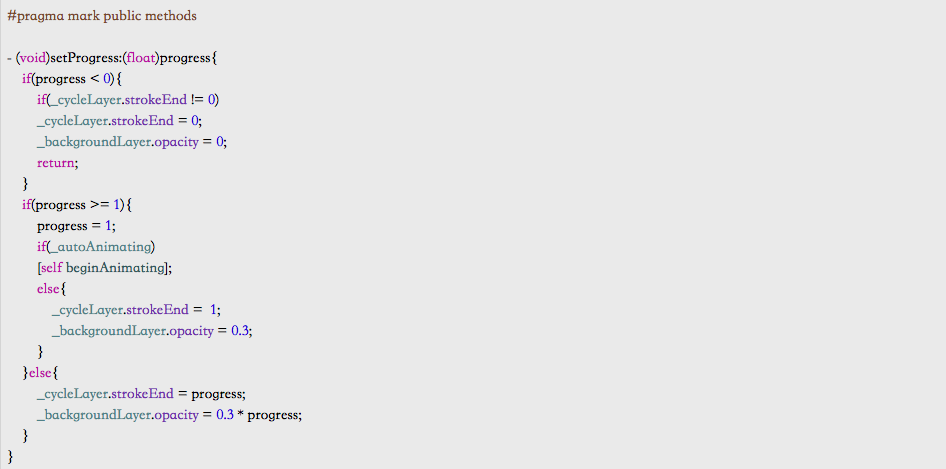 #pragma mark public methods
- (void)setProgress:(float)progress{
if(progress < 0){
if(_cycleLayer.strokeEnd != 0)
_cycleLayer.strokeEnd = 0;
_backgroundLayer.opacity = 0;
return;
}
if(progress >= 1){
progress = 1;
if(_autoAnimating)
[self beginAnimating];
else{
_cycleLayer.strokeEnd =  1;
_backgroundLayer.opacity = 0.3;
}
}else{
_cycleLayer.strokeEnd = progress;
_backgroundLayer.opacity = 0.3 * progress;
}
}